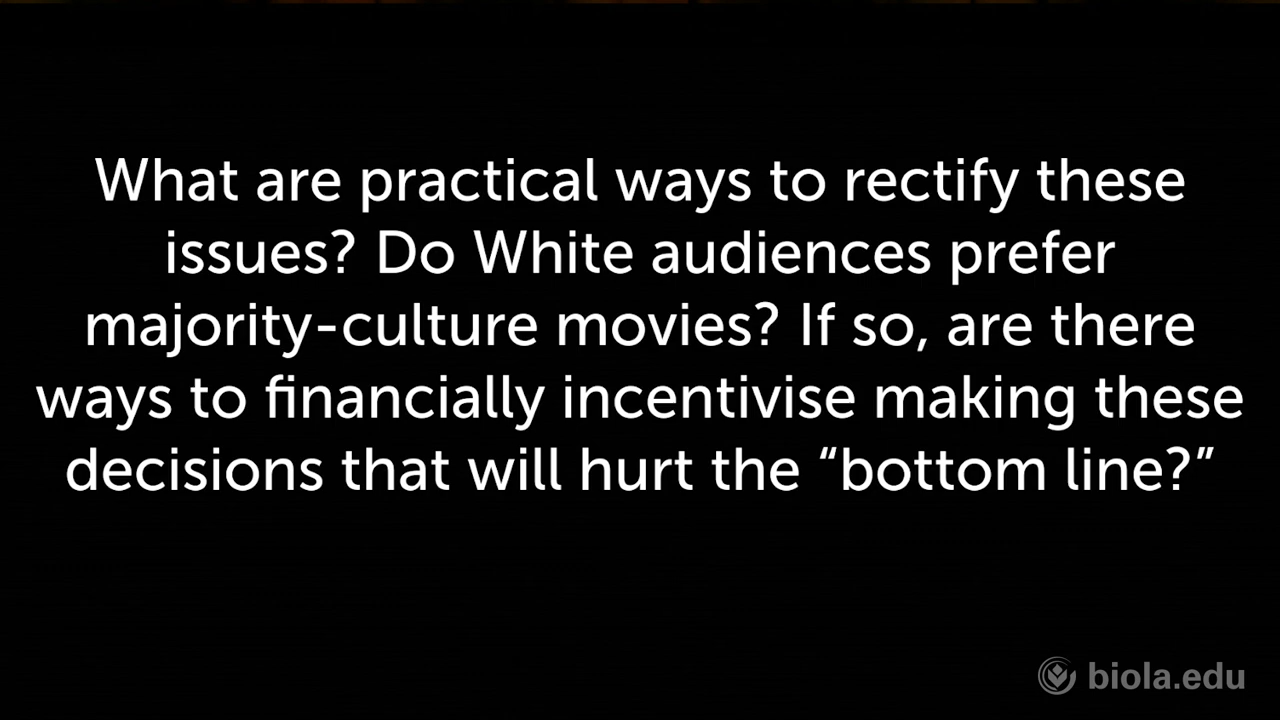 What are practical ways to rectify these
issues? Do White audiences prefer
majority-culture movies? If so, are there
ways to financially incentivise making these
decisions that will hurt the “bottom line?”
biola.edu